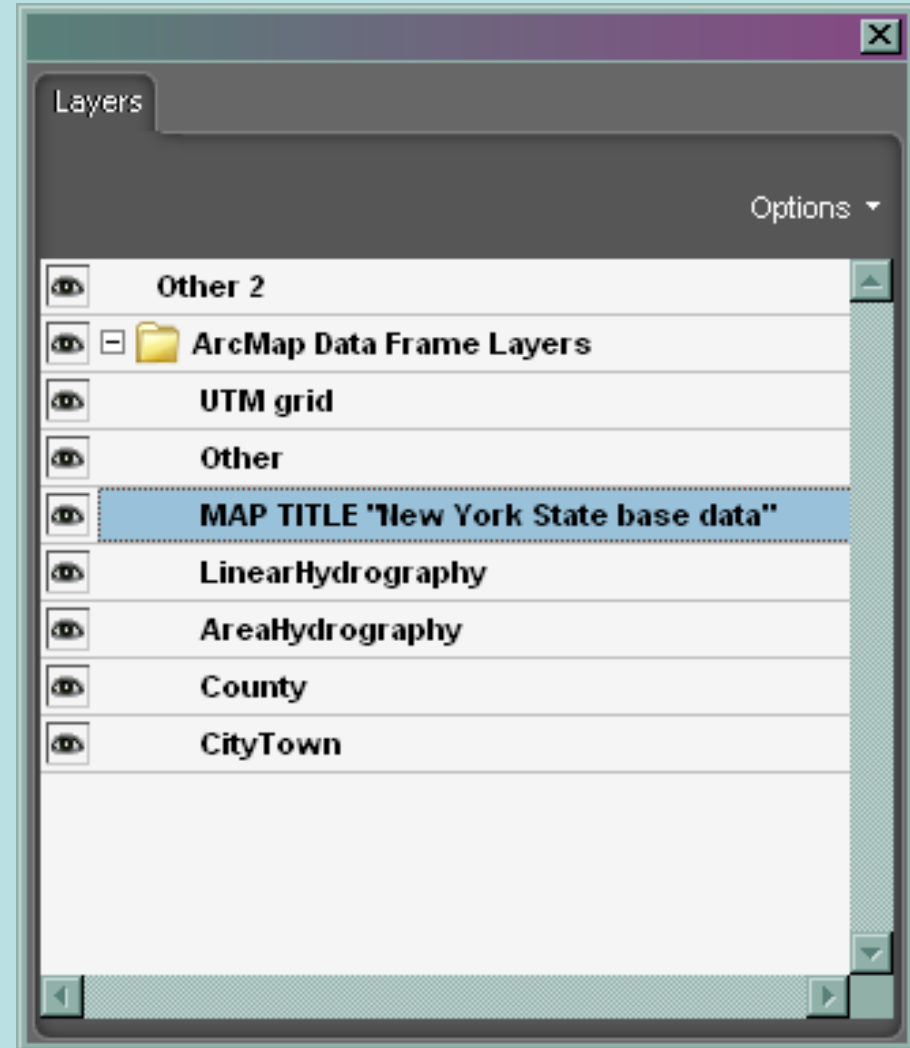 Layers
Options
Other 2
ArcMap Data Frame Layers
UTM grid
Other
MAP TITLE "New York State base data"
LinearHydrography
AreaHydrography
County
CityTown